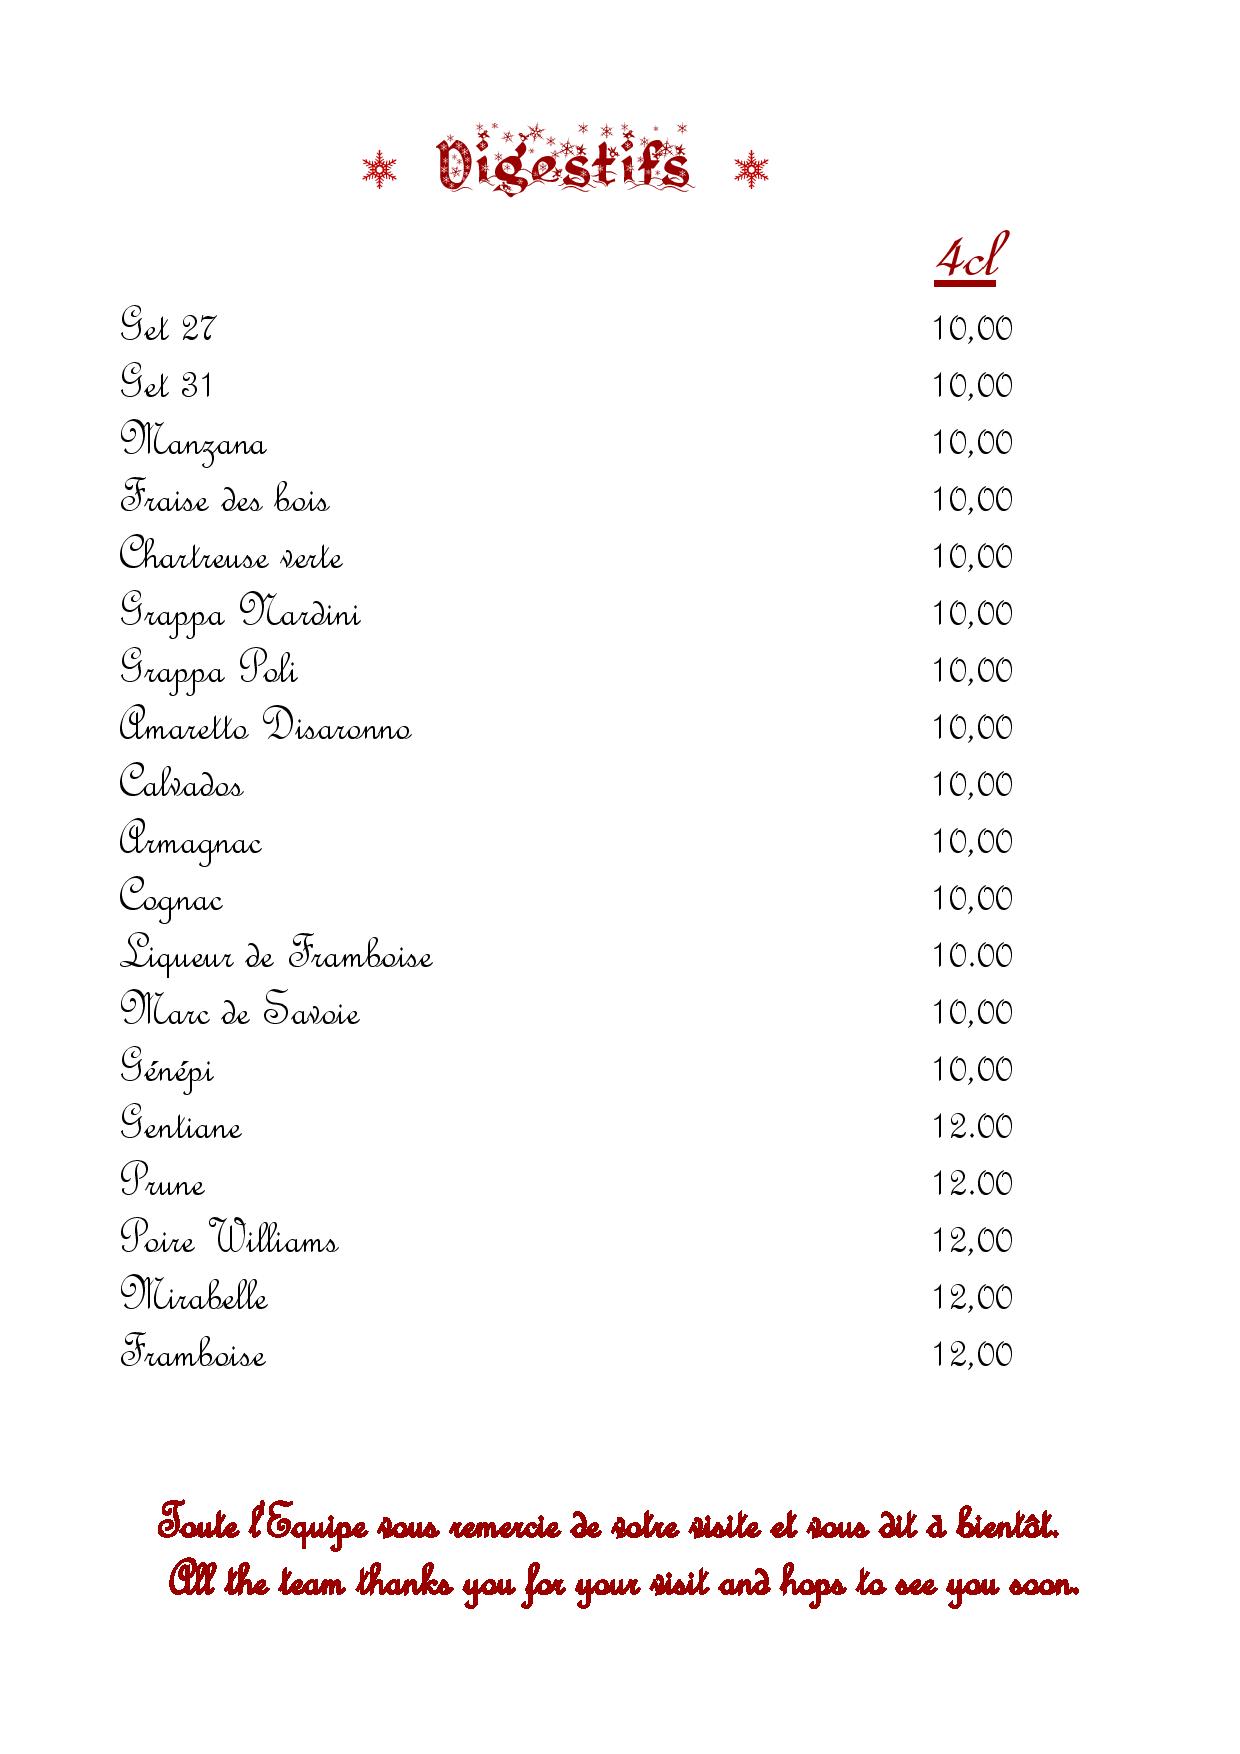 Digestifs
4cl
Get 27 10,00
Get 31 10,00
Manzana 10,00
Fraise des bois 10,00
Chartreuse verte 10,00
Grappa Nardini 10,00
Grappa Poli 10,00
Amaretto Disaronno 10,00
Calvados 10,00
Armagnac 10,00
Cognac 10,00
Liqueur de Framboise 10.00
Marc de Savoie 10,00
Génépi 10,00
Gentiane 12.00
Prune 12.00
Poire Williams 12,00
Mirabelle 12,00
Framboise 12,00
Toute l'Equipe vous remercie de votre visite et vous dit à bientôt.
All the team thanks you for your visit and hops to see you soon.